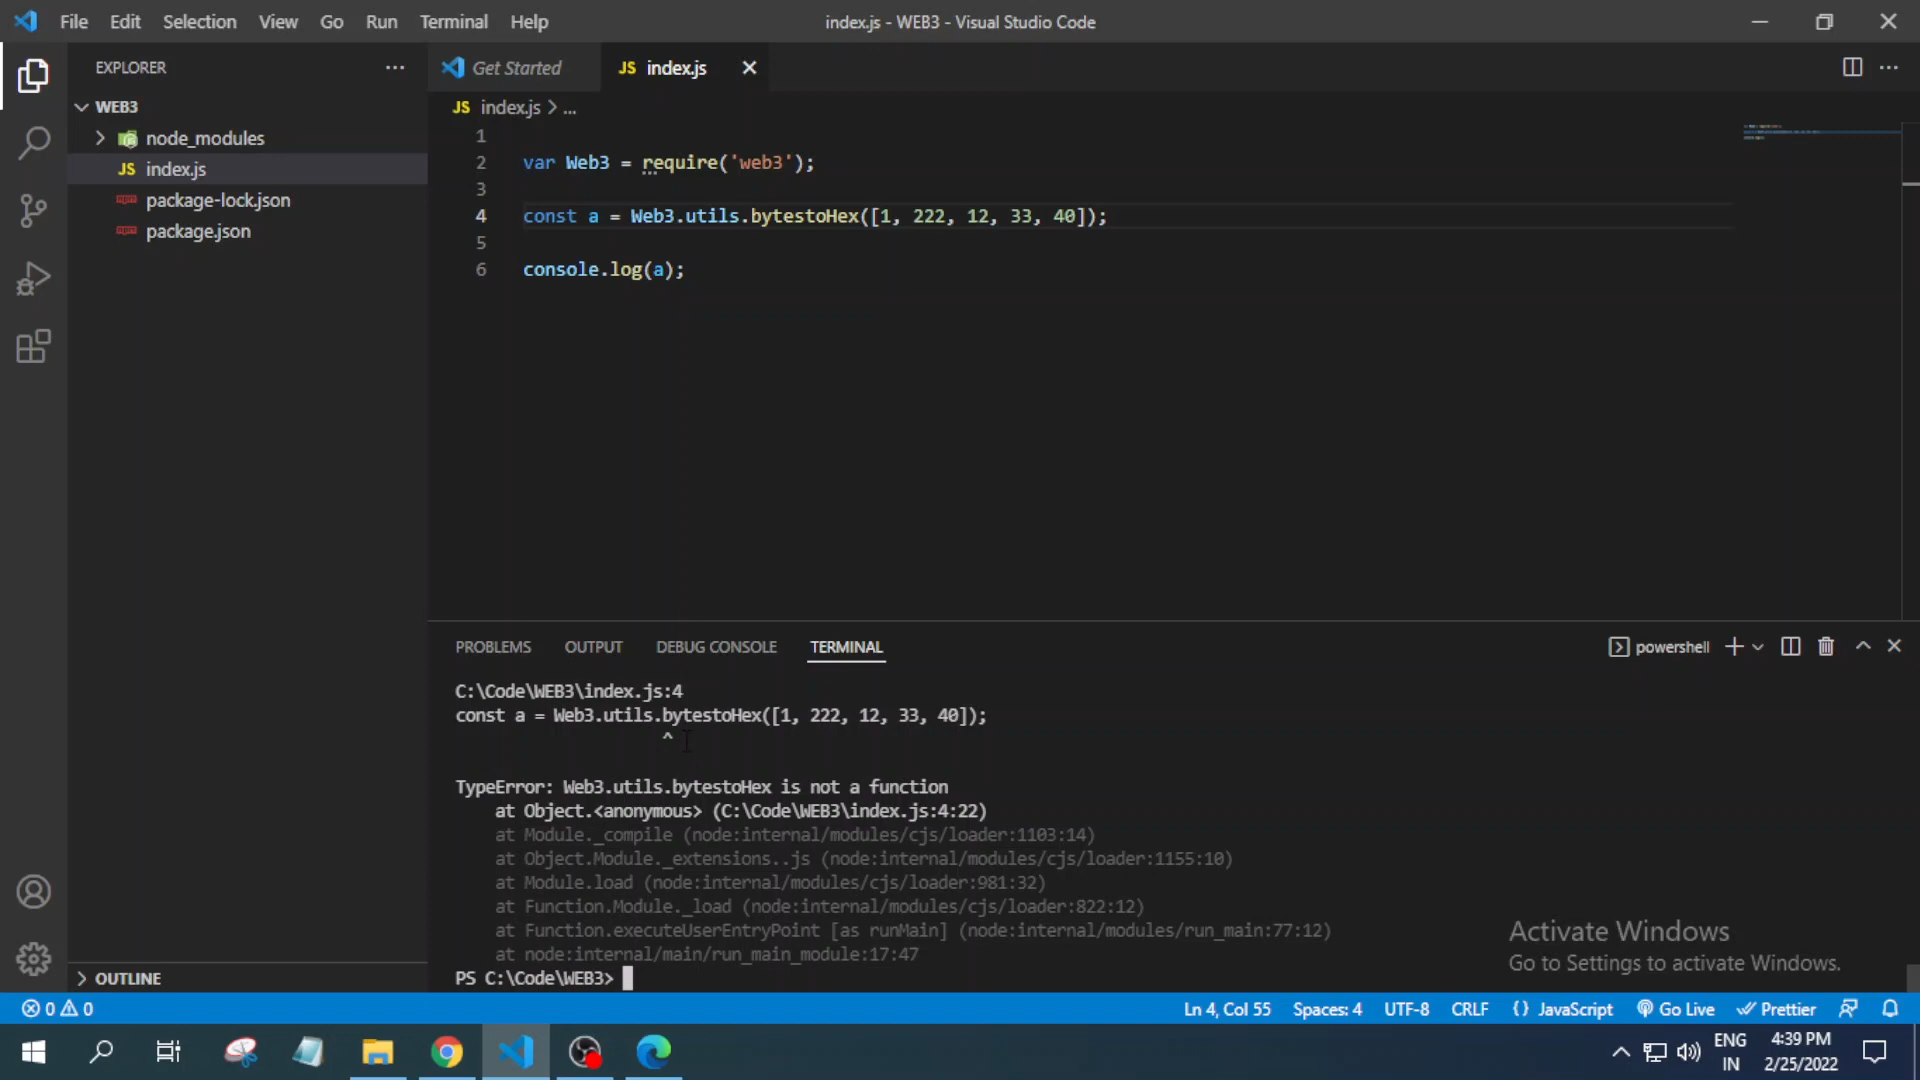 File Edit Selection View Go Run Terminal Help
index.js - WEB3 - Visual Studio Code
EXPLORER
WEB3
node_modules
JS index.js
package-lock.json
package.json
OUTLINE
Get Started
JS index.js
JS index.js > ...
1
2 var Web3 = require('web3');
3
4 const a = Web3.utils.bytestoHex([1, 222, 12, 33, 40]);
5
6 console.log(a);
PROBLEMS OUTPUT DEBUG CONSOLE TERMINAL
powershell
C:\Code\WEB3\index.js:4
const a = Web3.utils.bytestoHex([1, 222, 12, 33, 40]);
^
TypeError: Web3.utils.bytestoHex is not a function
at Object.<anonymous> (C:\Code\WEB3\index.js:4:22)
at Module._compile (node:internal/modules/cjs/loader:1103:14)
at Object.Module._extensions..js (node:internal/modules/cjs/loader:1155:10)
at Module.load (node:internal/modules/cjs/loader:981:32)
at Function.Module._load (node:internal/modules/cjs/loader:822:12)
at Function.executeUserEntryPoint [as runMain] (node:internal/modules/run_main:77:12)
at node:internal/main/run_main_module:17:47
PS C:\Code\WEB3>
Activate Windows
Go to Settings to activate Windows.
0 0
Ln 4, Col 55 Spaces: 4 UTF-8 CRLF {} JavaScript Go Live Prettier
ENG
IN
4:39 PM
2/25/2022